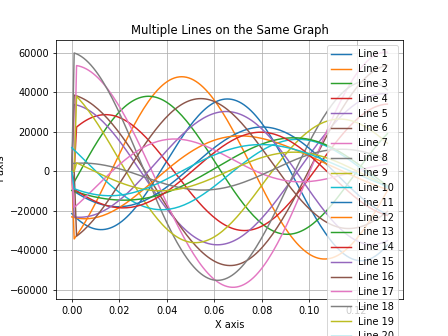 Multiple Lines on the Same Graph
60000
40000
20000
0
−20000
−40000
−60000
0.00
0.02
0.04
0.06
0.08
0.10
X axis
Line 1
Line 2
Line 3
Line 4
Line 5
Line 6
Line 7
Line 8
Line 9
Line 10
Line 11
Line 12
Line 13
Line 14
Line 15
Line 16
Line 17
Line 18
Line 19
Line 20